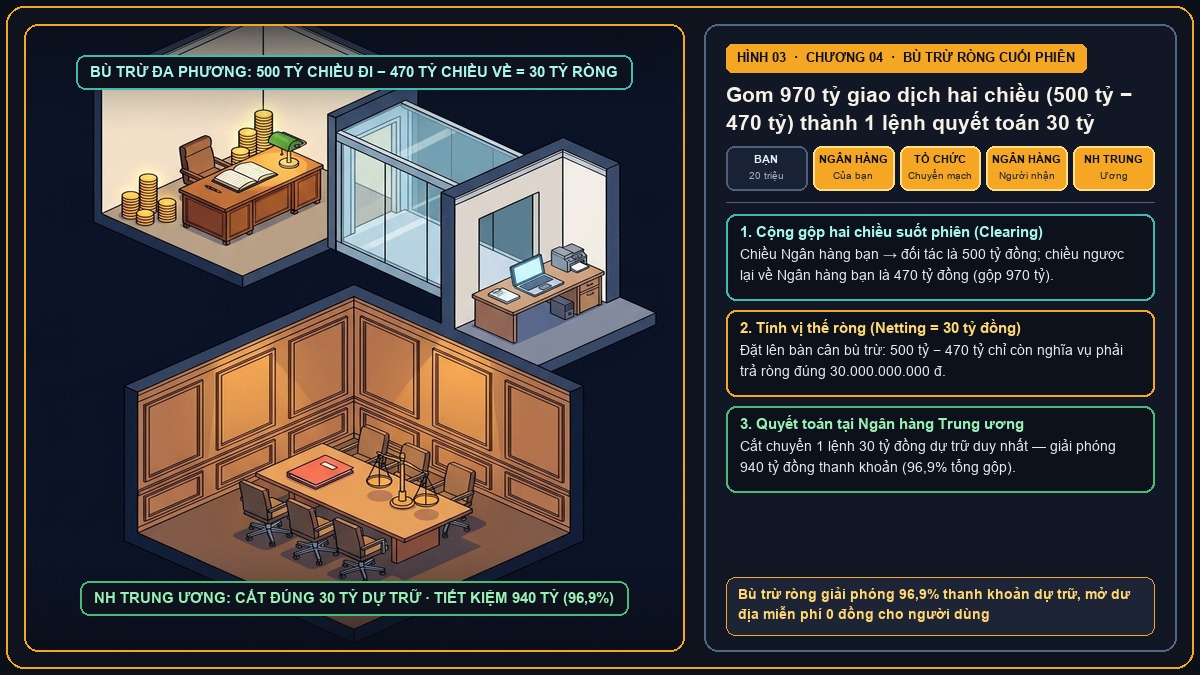 BÙ TRỪ ĐA PHƯƠNG: 500 TỶ CHIỀU ĐI − 470 TỶ CHIỀU VỀ = 30 TỶ RÒNG
NH TRUNG ƯƠNG: CẮT ĐÚNG 30 TỶ DỰ TRỮ · TIẾT KIỆM 940 TỶ (96,9%)
HÌNH 03 · CHƯƠNG 04 · BÙ TRỪ RÒNG CUỐI PHIÊN
Gom 970 tỷ giao dịch hai chiều (500 tỷ −
470 tỷ) thành 1 lệnh quyết toán 30 tỷ
BẠN
20 triệu
NGÂN HÀNG
Của bạn
TỔ CHỨC
Chuyển mạch
NGÂN HÀNG
Người nhận
NH TRUNG
Ương
1. Cộng gộp hai chiều suốt phiên (Clearing)
Chiều Ngân hàng bạn → đối tác là 500 tỷ đồng; chiều ngược
lại về Ngân hàng bạn là 470 tỷ đồng (gộp 970 tỷ).
2. Tính vị thế ròng (Netting = 30 tỷ đồng)
Đặt lên bàn cân bù trừ: 500 tỷ − 470 tỷ chỉ còn nghĩa vụ phải
trả ròng đúng 30.000.000.000 đ.
3. Quyết toán tại Ngân hàng Trung ương
Cắt chuyển 1 lệnh 30 tỷ đồng dự trữ duy nhất — giải phóng
940 tỷ đồng thanh khoản (96,9% tổng gộp).
Bù trừ ròng giải phóng 96,9% thanh khoản dự trữ, mở dư
địa miễn phí 0 đồng cho người dùng